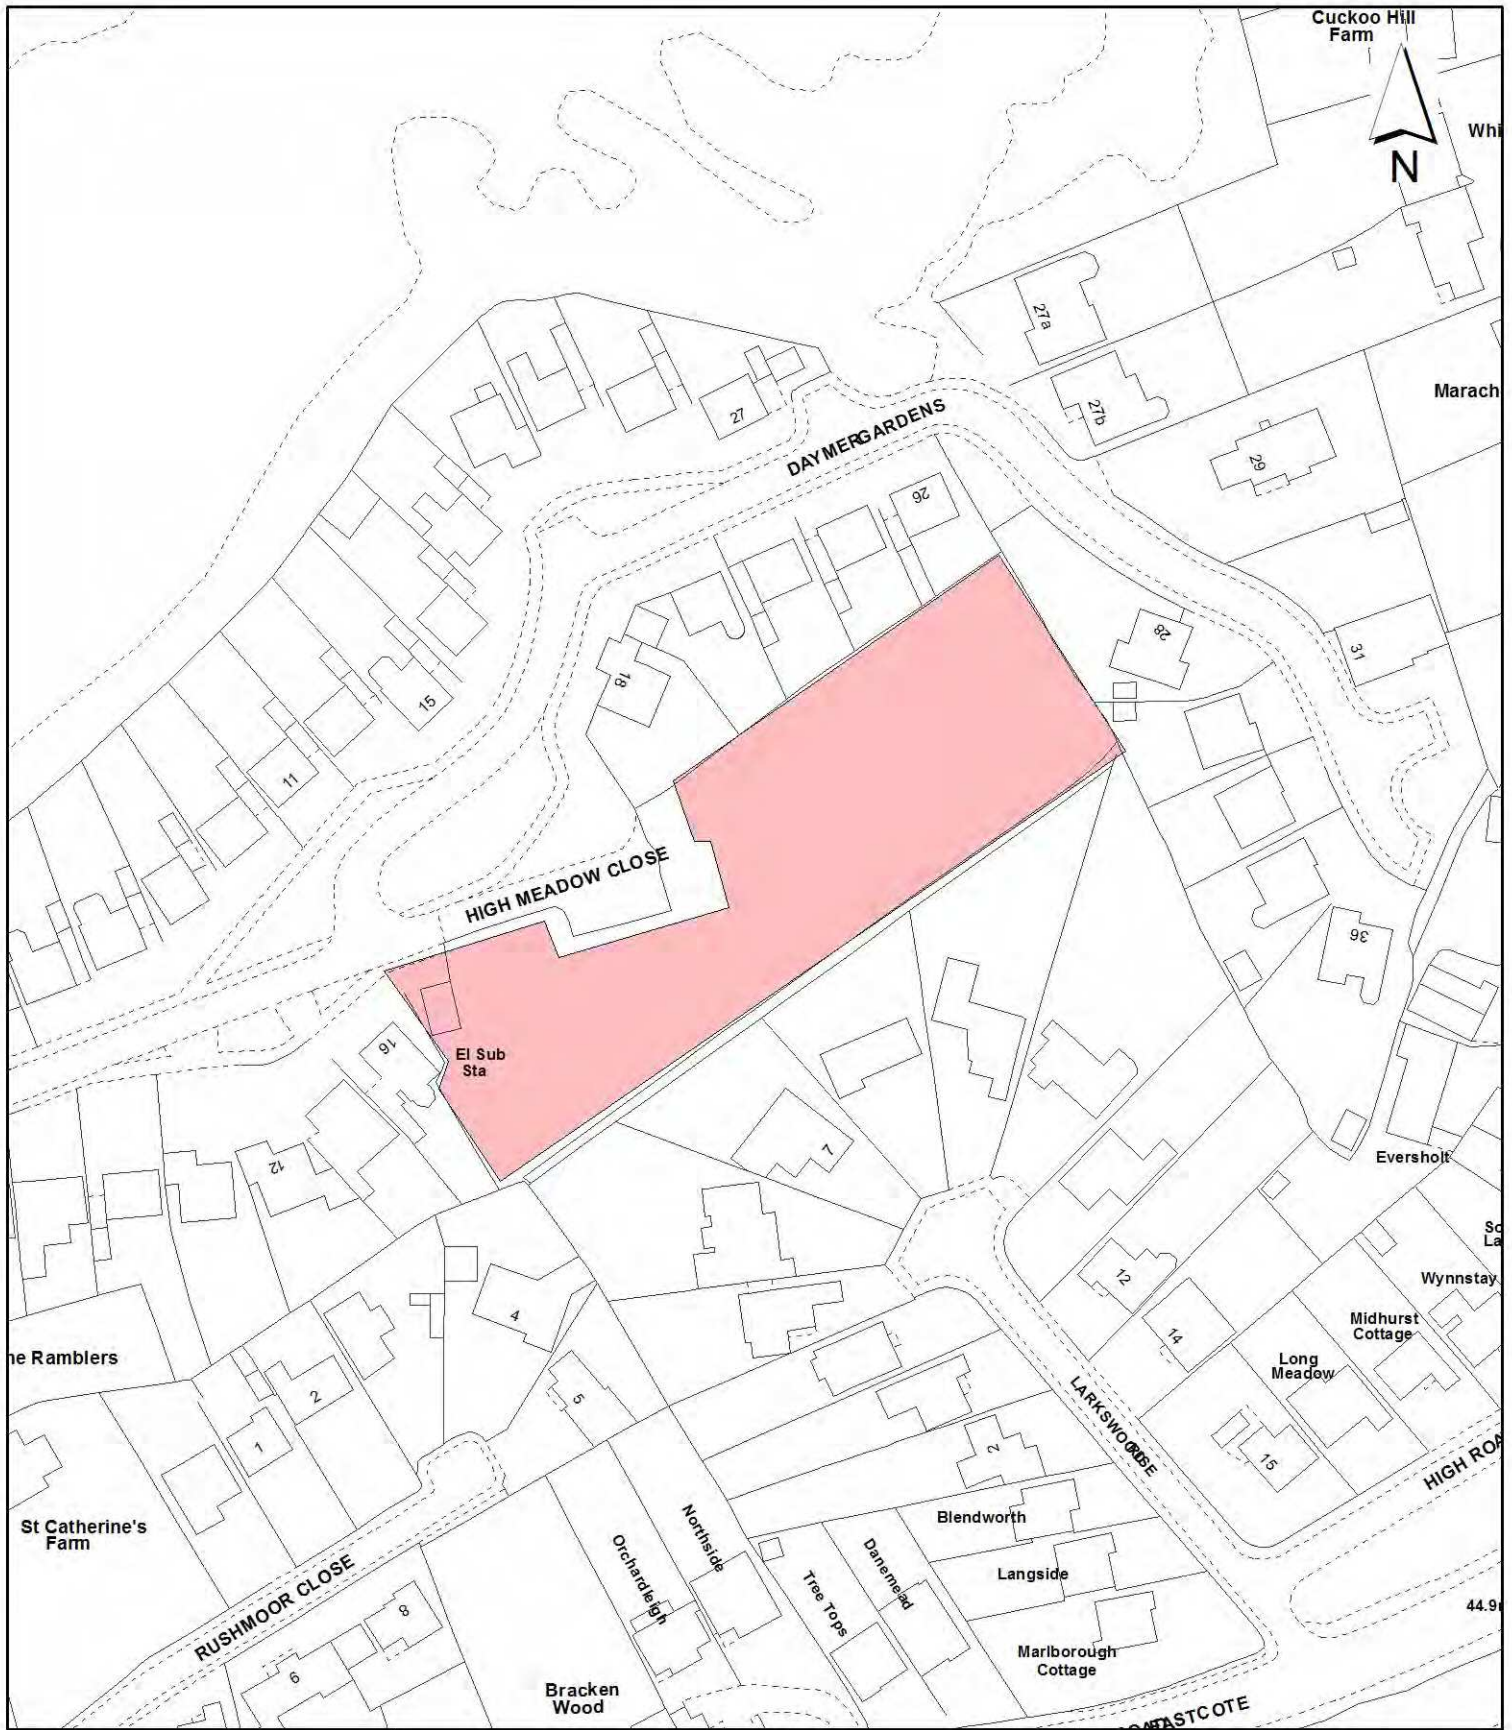 Cuckoo Hill
Farm
N
Whi
27a
27b
Marach
27
DAYMER GARDENS
29
26
28
31
18
15
11
HIGH MEADOW CLOSE
36
16
El Sub
Sta
7
12
Eversholt
So
La
12
Wynnstay
4
14
Midhurst
Cottage
he Ramblers
Long
Meadow
5
2
1
LARKSWOOD RISE
2
15
HIGH ROA
St Catherine's
Farm
Blendworth
Northside
Orchardleigh
Danemead
Tree Tops
Langside
RUSHMOOR CLOSE
8
44.9
6
Marlborough
Cottage
Bracken
Wood
EASTCOTE